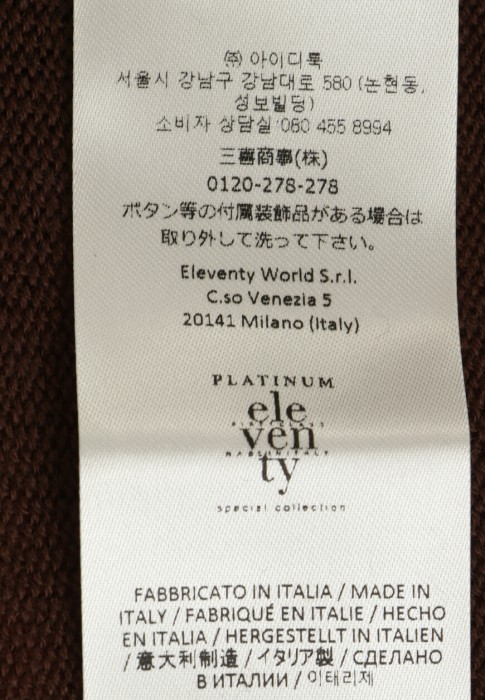 ㈜ 아이디룩
서울시 강남구 강남대로 580 (논현동,
성보빌딩)
소비자 상담실 080 455 8994
三喜商事(株)
0120-278-278
ボタン等の付属装飾品がある場合は
取り外して洗って下さい。
Eleventy World S.r.l.
C.so Venezia 5
20141 Milano (Italy)
PLATINUM
ele
ven
MADE IN ITALY
ty
special collection
FABBRICATO IN ITALIA / MADE IN
ITALY / FABRIQUÉ EN ITALIE / HECHO
EN ITALIA / HERGESTELLT IN ITALIEN
/ 意大利制造 / イタリア製 / СДЕЛАНО
В ИТАЛИИ / 이태리제